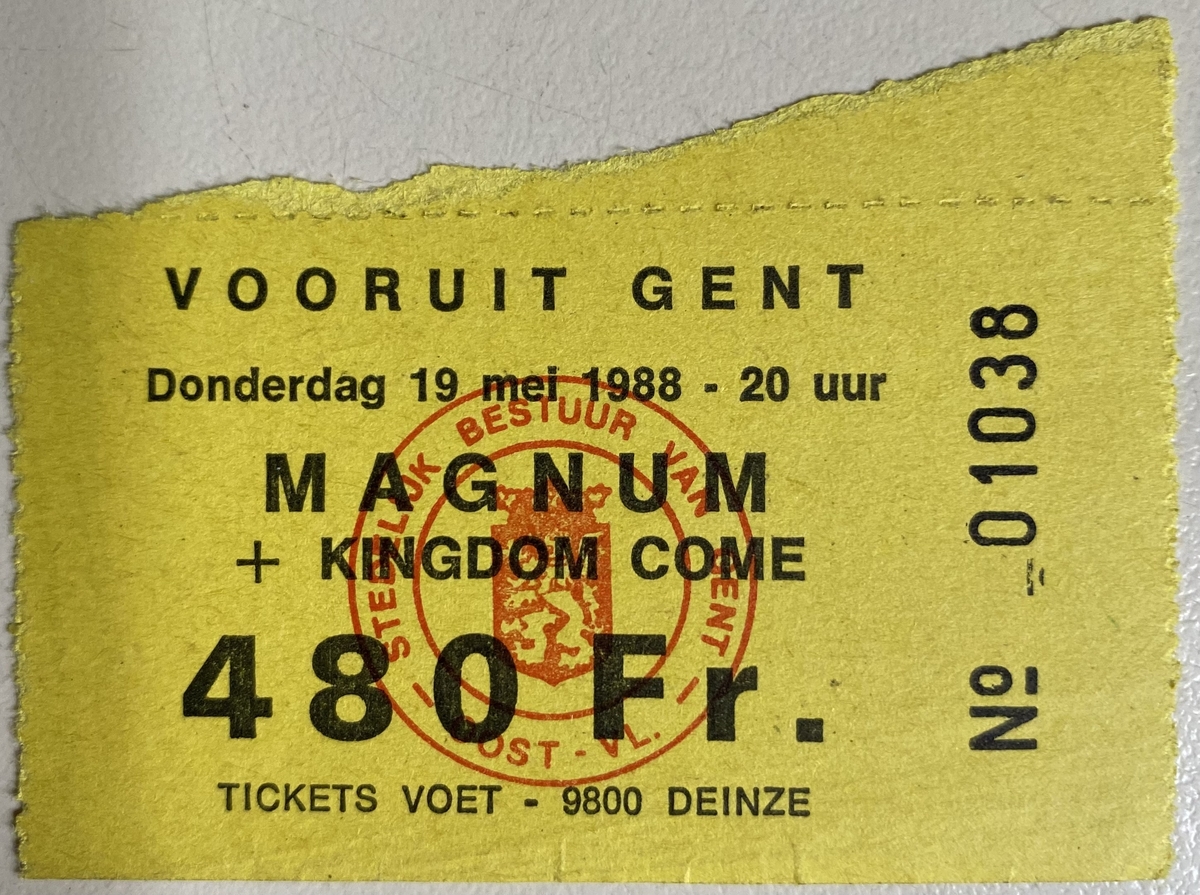 VOORUIT GENT
Donderdag 19 mei 1988 - 20 uur
MAGNUM
+ KINGDOM COME
480 Fr.
TICKETS VOET - 9800 DEINZE
STEDELIJK BESTUUR VAN GENT
- OOST-VL. -
Nº 01038